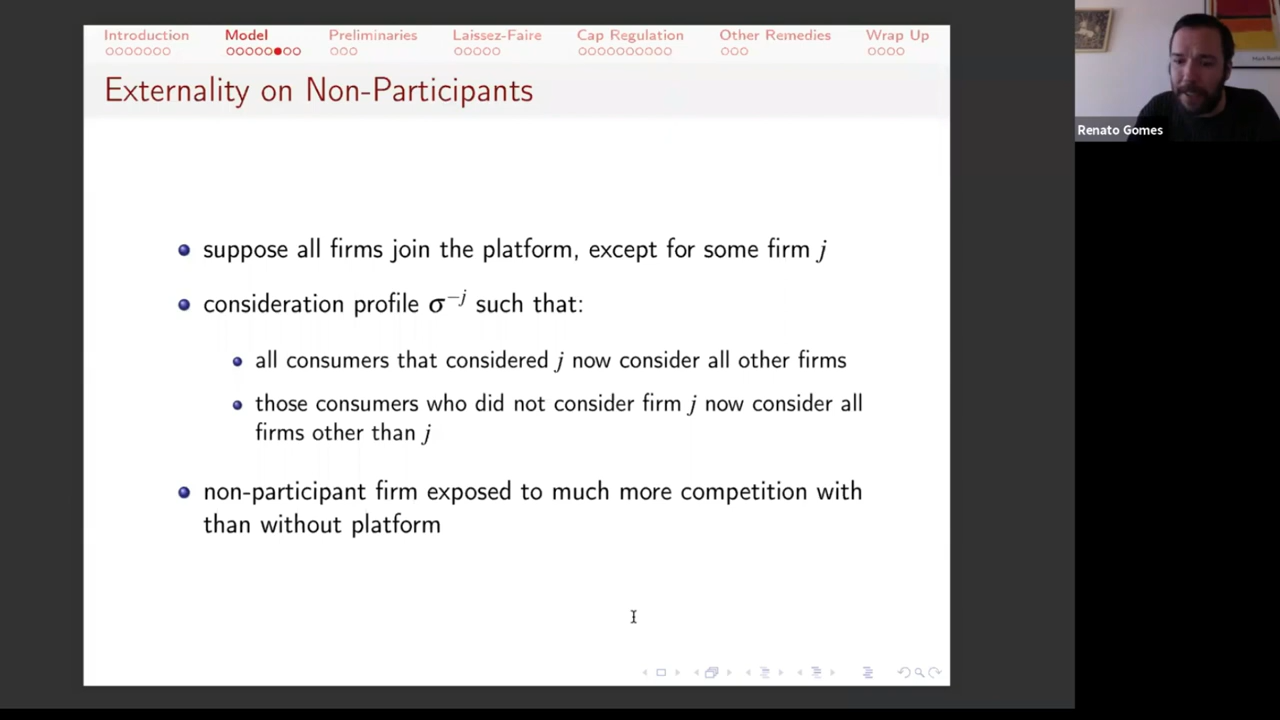 Introduction Model Preliminaries Laissez-Faire Cap Regulation Other Remedies Wrap Up
Externality on Non-Participants
suppose all firms join the platform, except for some firm j
consideration profile σ⁻ʲ such that:
all consumers that considered j now consider all other firms
those consumers who did not consider firm j now consider all
firms other than j
non-participant firm exposed to much more competition with
than without platform
Renato Gomes